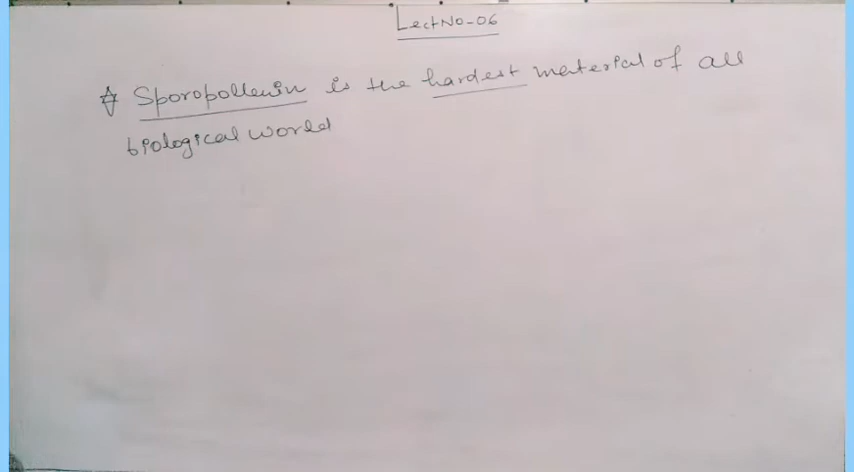 LectNo-06
Sporopollenin is the hardest material of all
biological world